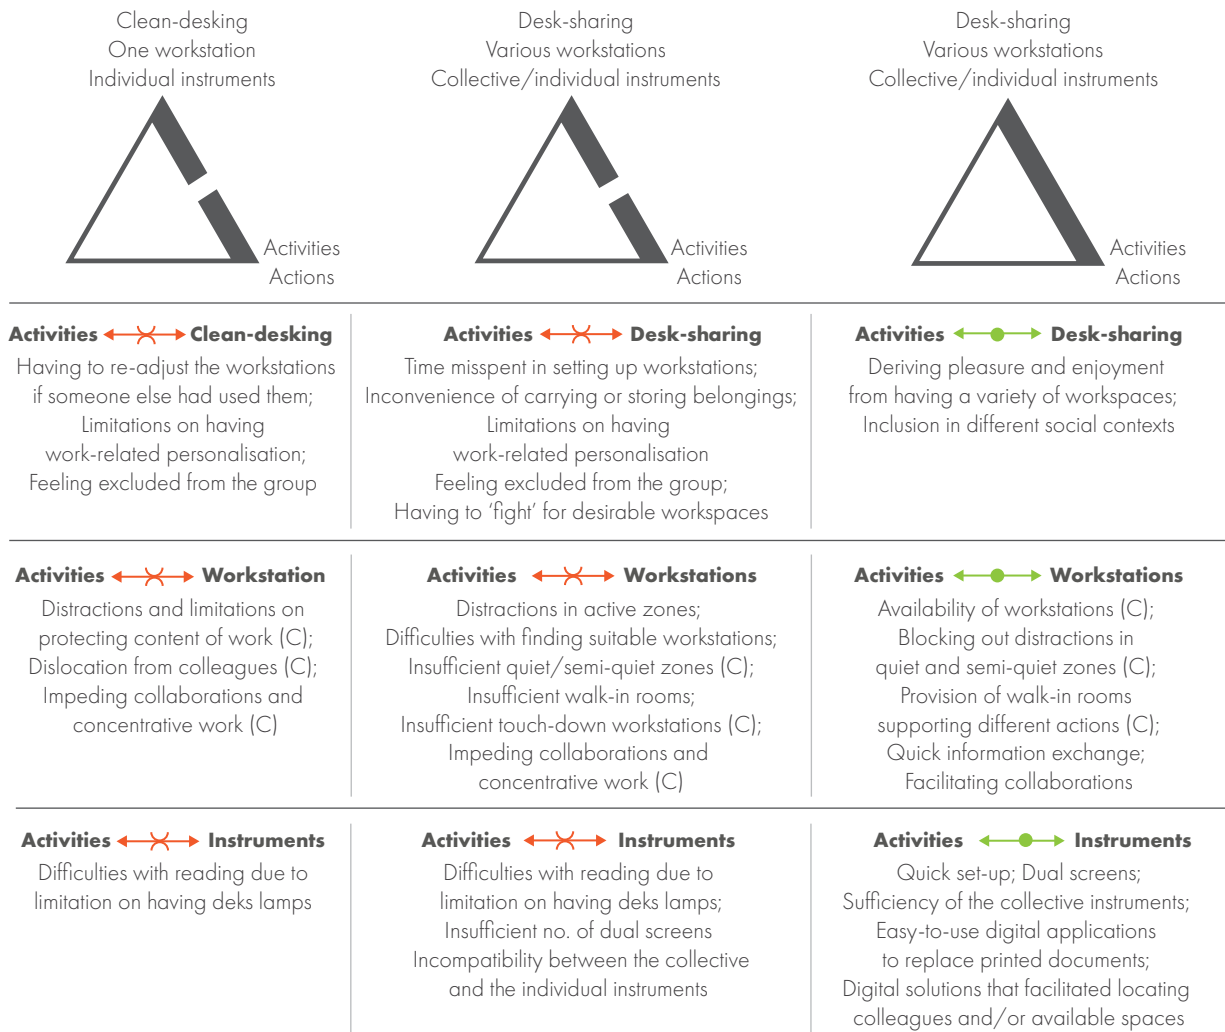 Clean-desking
One workstation
Individual instruments
Activities
Actions
Desk-sharing
Various workstations
Collective/individual instruments
Activities
Actions
Desk-sharing
Various workstations
Collective/individual instruments
Activities
Actions
Activities Clean-desking
Having to re-adjust the workstations
if someone else had used them;
Limitations on having
work-related personalisation;
Feeling excluded from the group
Activities Desk-sharing
Time misspent in setting up workstations;
Inconvenience of carrying or storing belongings;
Limitations on having
work-related personalisation
Feeling excluded from the group;
Having to ‘fight’ for desirable workspaces
Activities Desk-sharing
Deriving pleasure and enjoyment
from having a variety of workspaces;
Inclusion in different social contexts
Activities Workstation
Distractions and limitations on
protecting content of work (C);
Dislocation from colleagues (C);
Impeding collaborations and
concentrative work (C)
Activities Workstations
Distractions in active zones;
Difficulties with finding suitable workstations;
Insufficient quiet/semi-quiet zones (C);
Insufficient walk-in rooms;
Insufficient touch-down workstations (C);
Impeding collaborations and
concentrative work (C)
Activities Workstations
Availability of workstations (C);
Blocking out distractions in
quiet and semi-quiet zones (C);
Provision of walk-in rooms
supporting different actions (C);
Quick information exchange;
Facilitating collaborations
Activities Instruments
Difficulties with reading due to
limitation on having deks lamps
Activities Instruments
Difficulties with reading due to
limitation on having deks lamps;
Insufficient no. of dual screens
Incompatibility between the collective
and the individual instruments
Activities Instruments
Quick set-up; Dual screens;
Sufficiency of the collective instruments;
Easy-to-use digital applications
to replace printed documents;
Digital solutions that facilitated locating
colleagues and/or available spaces